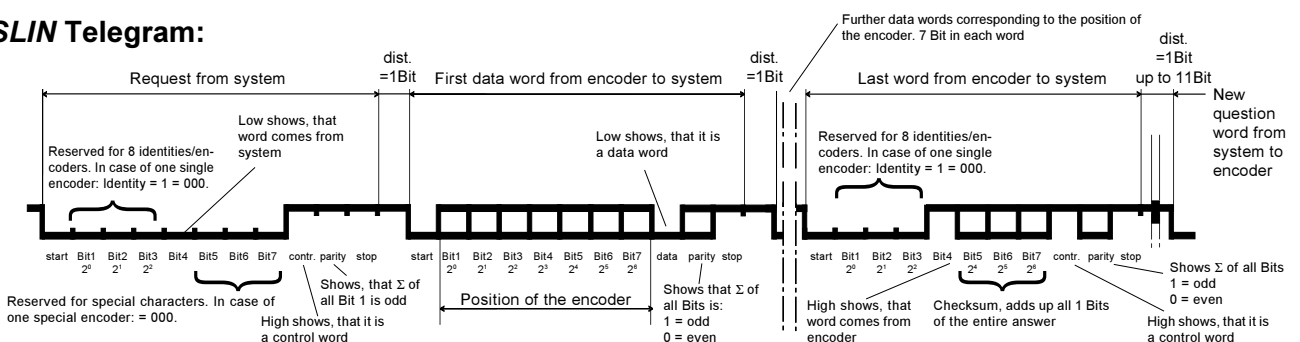 SLIN Telegram:
Request from system
dist.
=1Bit
First data word from encoder to system
dist.
=1Bit
Further data words corresponding to the position of
the encoder. 7 Bit in each word
Last word from encoder to system
dist.
=1Bit
up to 11Bit
New
question
word from
system to
encoder
Reserved for 8 identities/en-
coders. In case of one single
encoder: Identity = 1 = 000.
Low shows, that
word comes from
system
Low shows, that it is
a data word
Reserved for 8 identities/en-
coders. In case of one single
encoder: Identity = 1 = 000.
start Bit1 Bit2 Bit3 Bit4 Bit5 Bit6 Bit7 contr. parity stop
2⁰ 2¹ 2²
start Bit1 Bit2 Bit3 Bit4 Bit5 Bit6 Bit7 data parity stop
2⁰ 2¹ 2² 2³ 2⁴ 2⁵ 2⁶
start Bit1 Bit2 Bit3 Bit4 Bit5 Bit6 Bit7 contr. parity stop
2⁰ 2¹ 2² 2⁴ 2⁵ 2⁶
Reserved for special characters. In case of
one special encoder: = 000.
Shows, that Σ of
all Bit 1 is odd
High shows, that it is
a control word
Position of the encoder
Shows that Σ of
all Bits is:
1 = odd
0 = even
High shows, that
word comes from
encoder
Checksum, adds up all 1 Bits
of the entire answer
Shows Σ of all Bits
1 = odd
0 = even
High shows, that it is
a control word